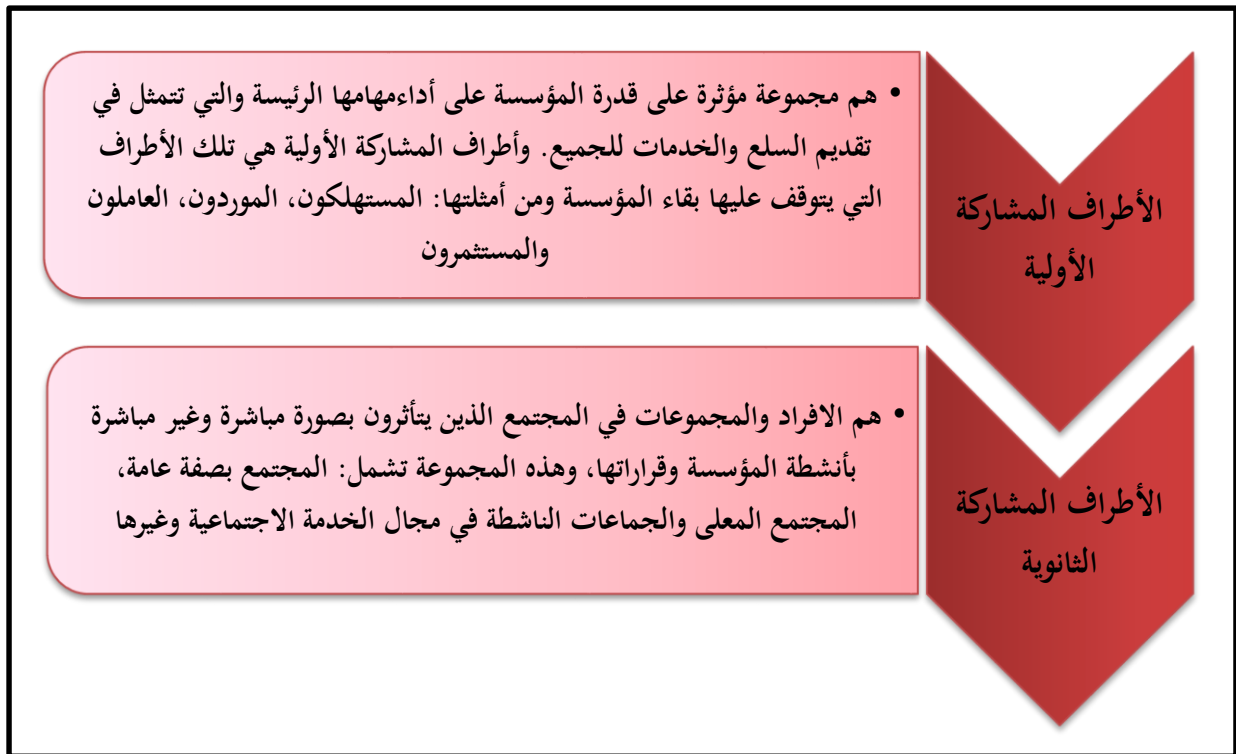 الأطراف المشاركة
الأولية
• هم مجموعة مؤثرة على قدرة المؤسسة على أداءمهامها الرئيسة والتي تتمثل في
تقديم السلع والخدمات للجميع. وأطراف المشاركة الأولية هي تلك الأطراف
التي يتوقف عليها بقاء المؤسسة ومن أمثلتها: المستهلكون، الموردون، العاملون
والمستثمرون
الأطراف المشاركة
الثانوية
• هم الافراد والمجموعات في المجتمع الذين يتأثرون بصورة مباشرة وغير مباشرة
بأنشطة المؤسسة وقراراتها، وهذه المجموعة تشمل: المجتمع بصفة عامة،
المجتمع المعلى والجماعات الناشطة في مجال الخدمة الاجتماعية وغيرها